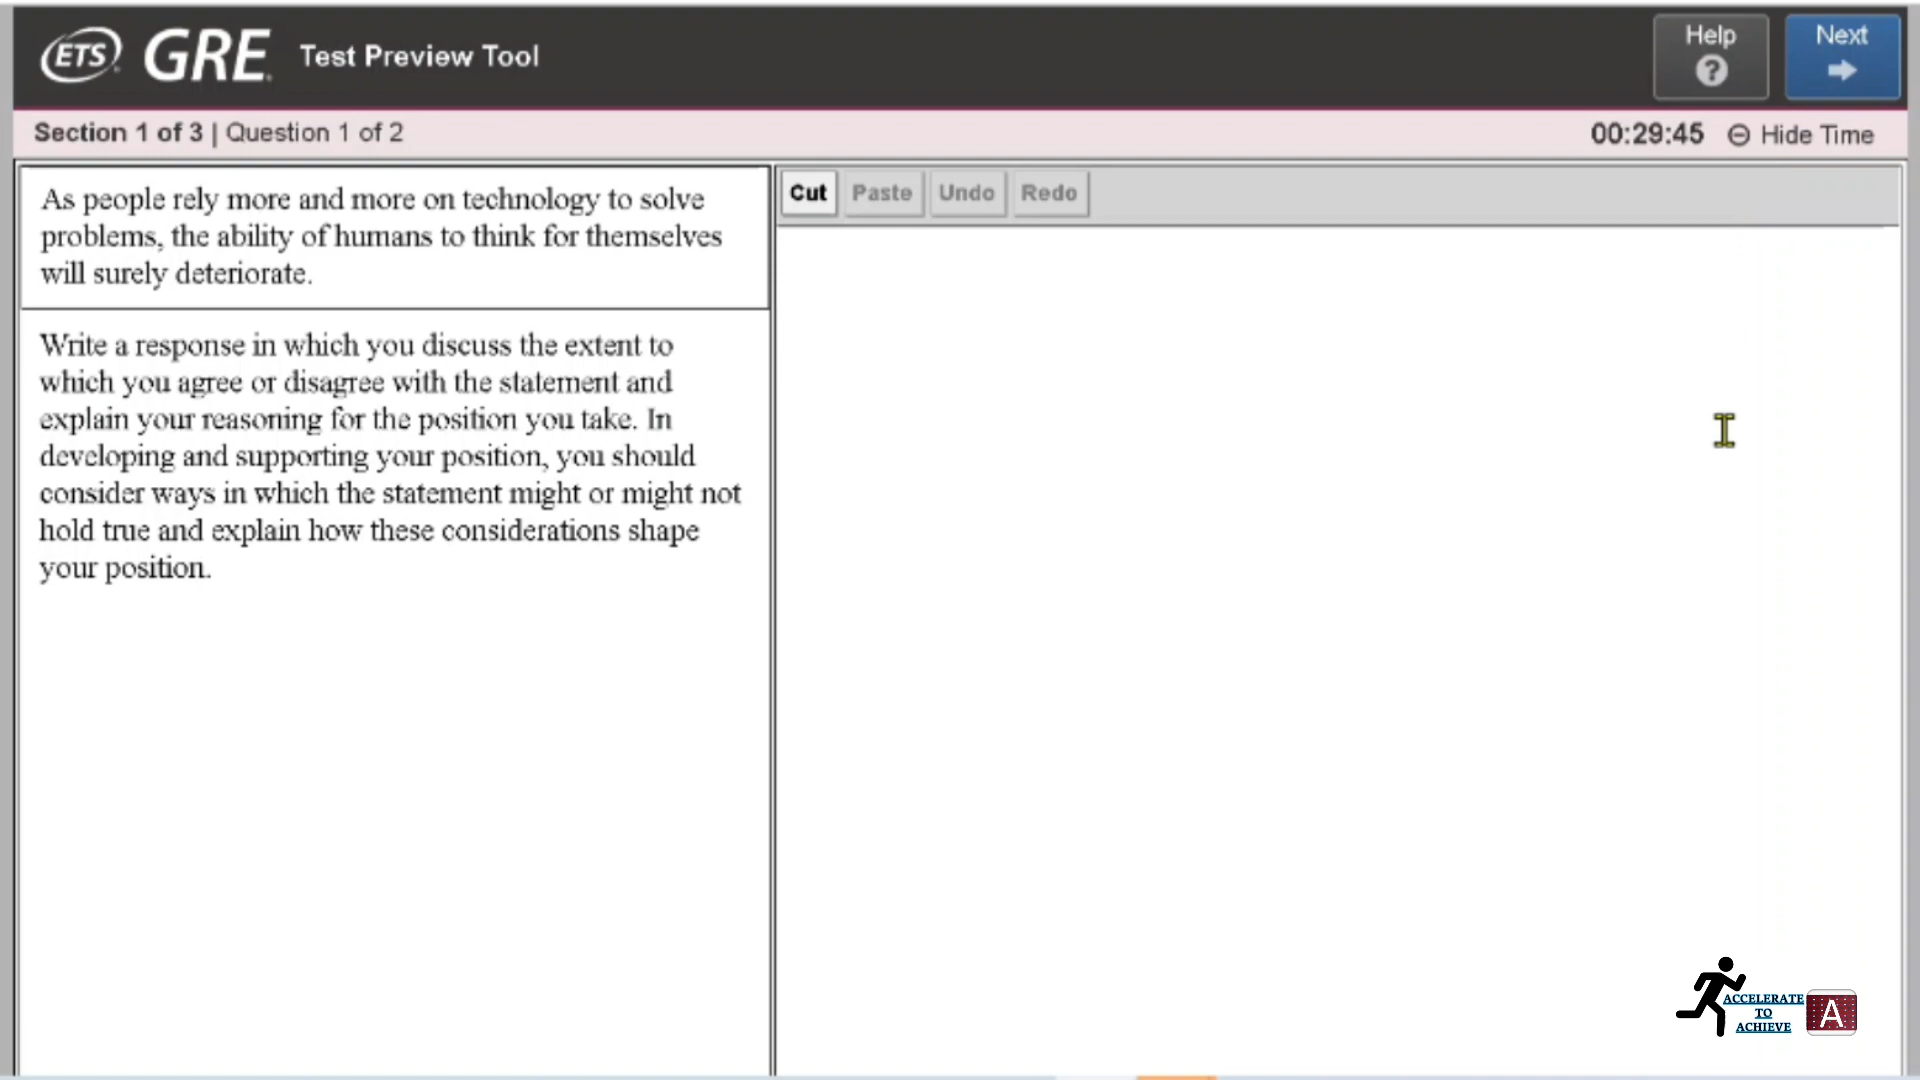 ETS GRE Test Preview Tool
Help
Next
Section 1 of 3 | Question 1 of 2
00:29:45 Hide Time
As people rely more and more on technology to solve
problems, the ability of humans to think for themselves
will surely deteriorate.
Write a response in which you discuss the extent to
which you agree or disagree with the statement and
explain your reasoning for the position you take. In
developing and supporting your position, you should
consider ways in which the statement might or might not
hold true and explain how these considerations shape
your position.
Cut Paste Undo Redo
ACCELERATE
TO
ACHIEVE
A